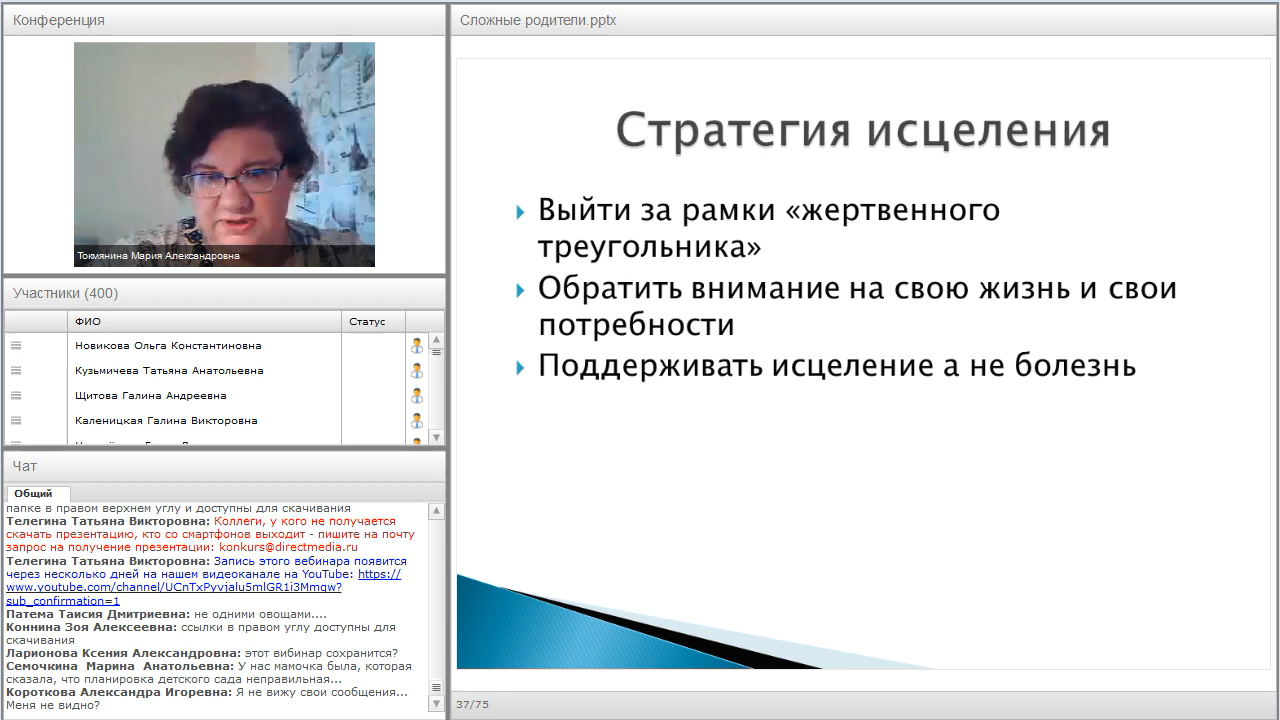 Конференция
Токмянина Мария Александровна
Участники (400)
ФИО
Статус
Новикова Ольга Константиновна
Кузьмичева Татьяна Анатольевна
Щитова Галина Андреевна
Каленицкая Галина Викторовна
Чат
Общий
папке в правом верхнем углу и доступны для скачивания
Телегина Татьяна Викторовна: Коллеги, у кого не получается
скачать презентацию, кто со смартфонов выходит - пишите на почту
запрос на получение презентации: konkurs@directmedia.ru
Телегина Татьяна Викторовна: Запись этого вебинара появится
через несколько дней на нашем видеоканале на YouTube: https://
www.youtube.com/channel/UCnTxPyvjalu5mlGR1i3Mmqw?
sub_confirmation=1
Патема Таисия Дмитриевна: не одними овощами....
Коннина Зоя Алексеевна: ссылки в правом углу доступны для
скачивания
Ларионова Ксения Александровна: этот вибинар сохранится?
Семочкина Марина Анатольевна: У нас мамочка была, которая
сказала, что планировка детского сада неправильная...
Короткова Александра Игоревна: Я не вижу свои сообщения...
Меня не видно?
Сложные родители.pptx
Стратегия исцеления
Выйти за рамки «жертвенного
треугольника»
Обратить внимание на свою жизнь и свои
потребности
Поддерживать исцеление а не болезнь
37/75